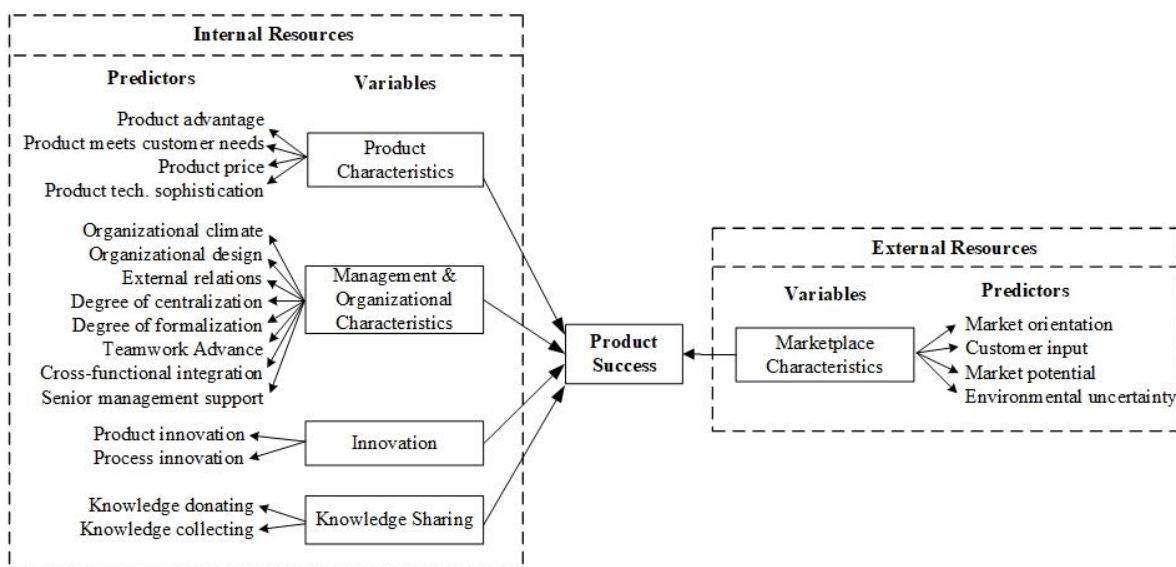 Internal Resources
Predictors
Variables
Product advantage
Product meets customer needs
Product price
Product tech. sophistication
Product
Characteristics
Organizational climate
Organizational design
External relations
Degree of centralization
Degree of formalization
Teamwork Advance
Cross-functional integration
Senior management support
Management &
Organizational
Characteristics
Product innovation
Process innovation
Innovation
Knowledge donating
Knowledge collecting
Knowledge Sharing
Product
Success
External Resources
Variables
Predictors
Marketplace
Characteristics
Market orientation
Customer input
Market potential
Environmental uncertainty